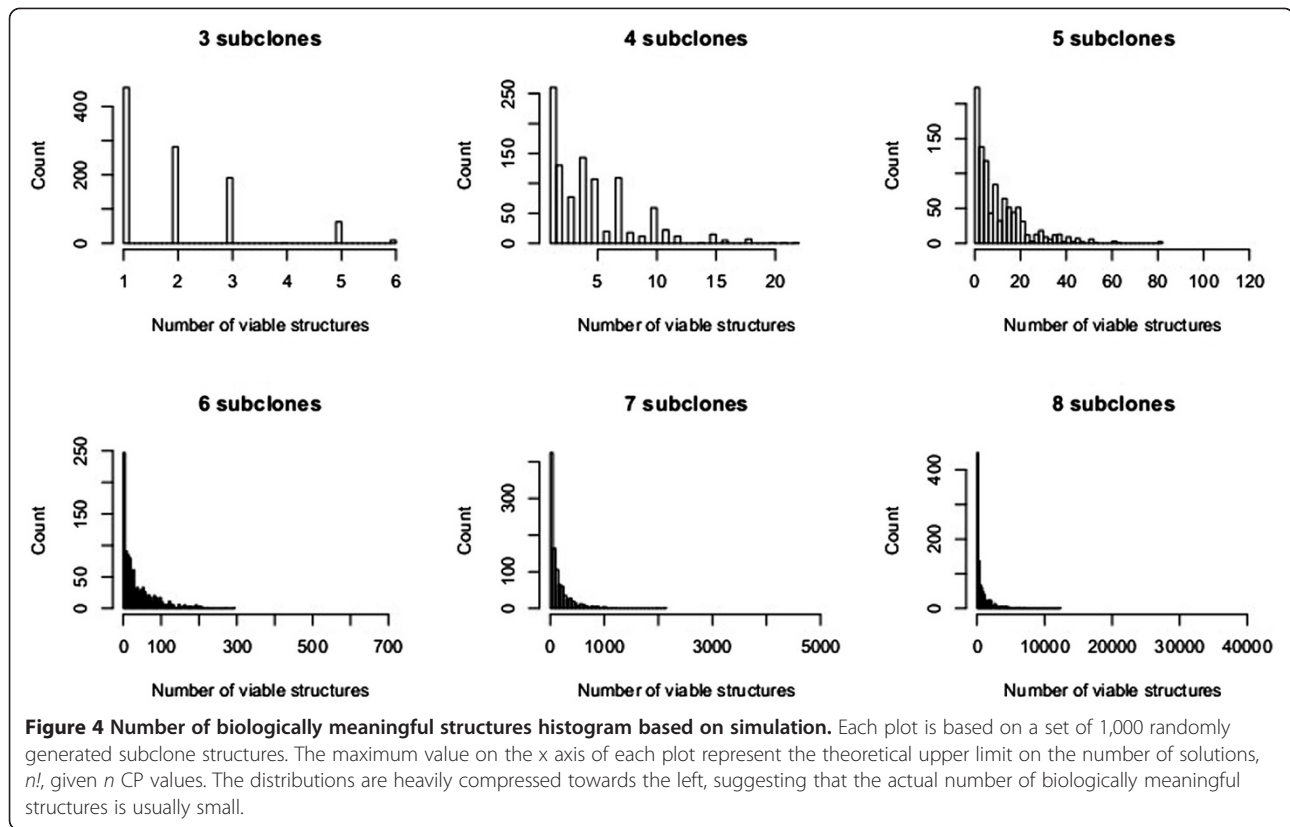 3 subclones
4 subclones
5 subclones
Count
0
200
400
1
2
3
4
5
6
Number of viable structures
Count
0
50
150
250
5
10
15
20
Number of viable structures
Count
0
50
150
0
20
40
60
80
100
120
Number of viable structures
6 subclones
7 subclones
8 subclones
Count
0
50
150
250
0
100
300
500
700
Number of viable structures
Count
0
100
300
0
1000
3000
5000
Number of viable structures
Count
0
200
400
0
10000
20000
30000
40000
Number of viable structures
Figure 4 Number of biologically meaningful structures histogram based on simulation. Each plot is based on a set of 1,000 randomly
generated subclone structures. The maximum value on the x axis of each plot represent the theoretical upper limit on the number of solutions,
n!, given n CP values. The distributions are heavily compressed towards the left, suggesting that the actual number of biologically meaningful
structures is usually small.